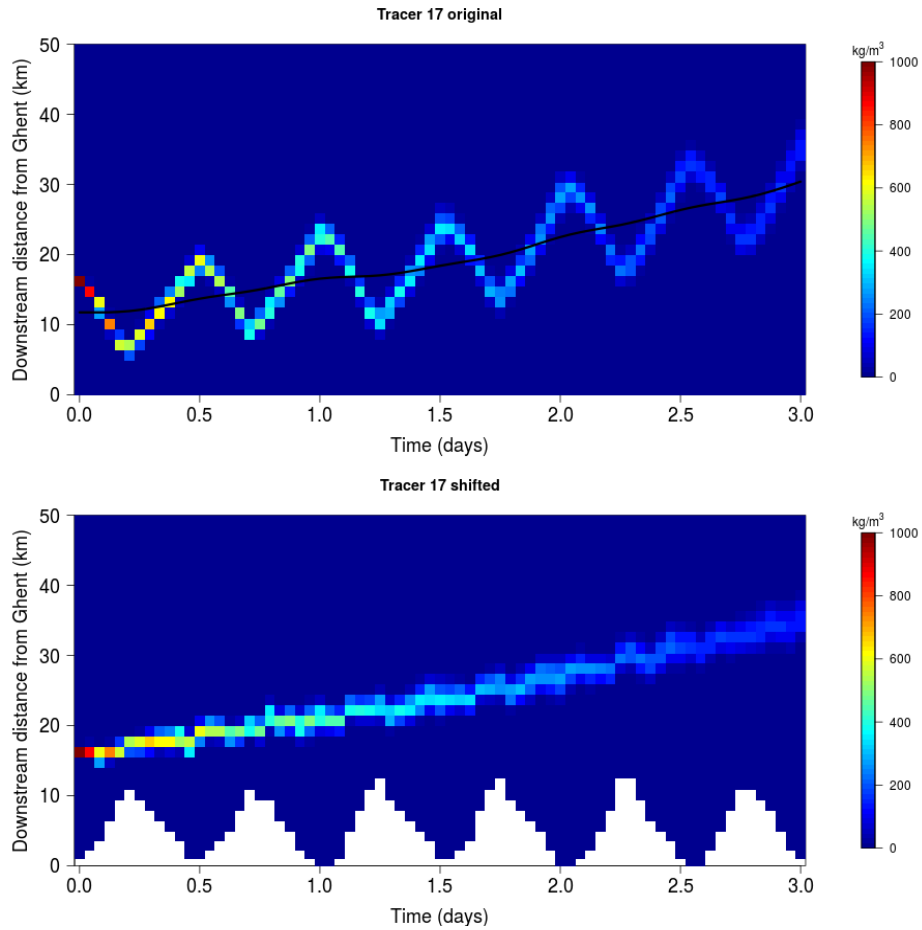 Tracer 17 original
kg/m³
Downstream distance from Ghent (km)
50
40
30
20
10
0
0.0 0.5 1.0 1.5 2.0 2.5 3.0
Time (days)
1000
800
600
400
200
0
Tracer 17 shifted
kg/m³
Downstream distance from Ghent (km)
50
40
30
20
10
0
0.0 0.5 1.0 1.5 2.0 2.5 3.0
Time (days)
1000
800
600
400
200
0